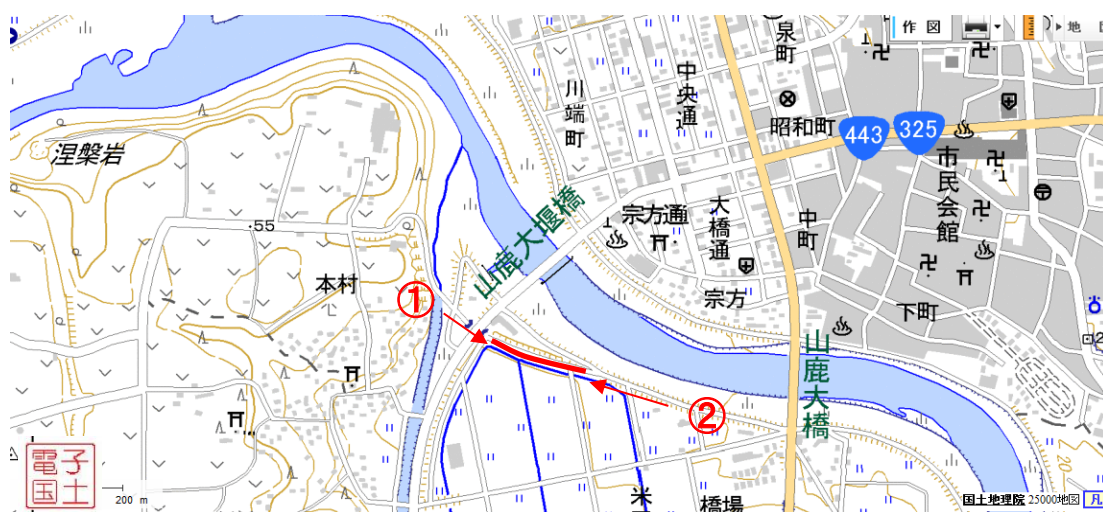 作図
地
泉町
中央通
川端町
昭和町
443
325
市民会館
涅槃岩
.55
山鹿大堰橋
宗方通
大橋通
中町
本村
①
宗方
下町
山鹿大橋
②
電子
国土
200 m
米
橋場
20
国土地理院 25000地図
凡